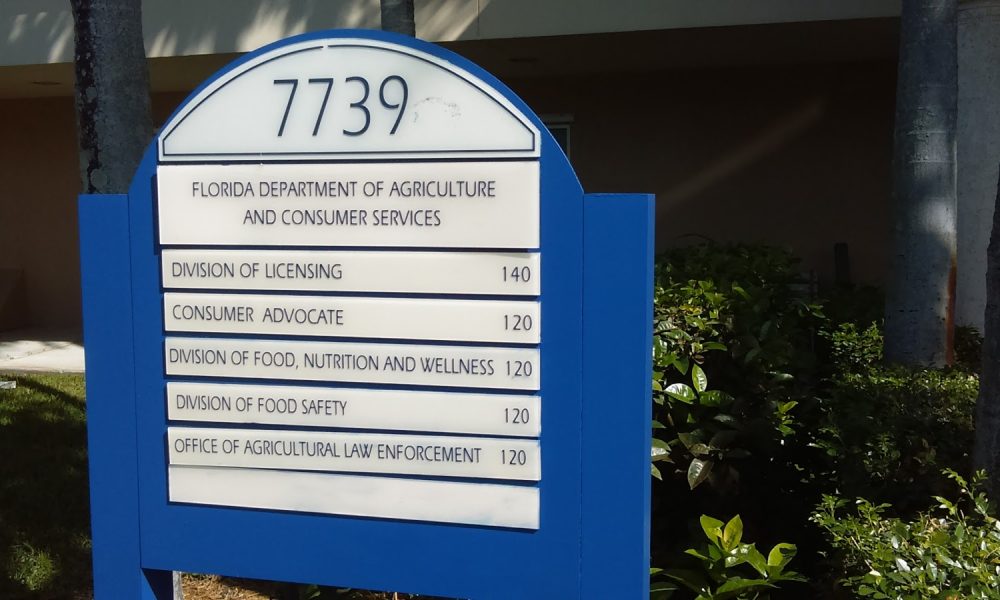 7739
FLORIDA DEPARTMENT OF AGRICULTURE
AND CONSUMER SERVICES
DIVISION OF LICENSING 140
CONSUMER ADVOCATE 120
DIVISION OF FOOD, NUTRITION AND WELLNESS 120
DIVISION OF FOOD SAFETY 120
OFFICE OF AGRICULTURAL LAW ENFORCEMENT 120